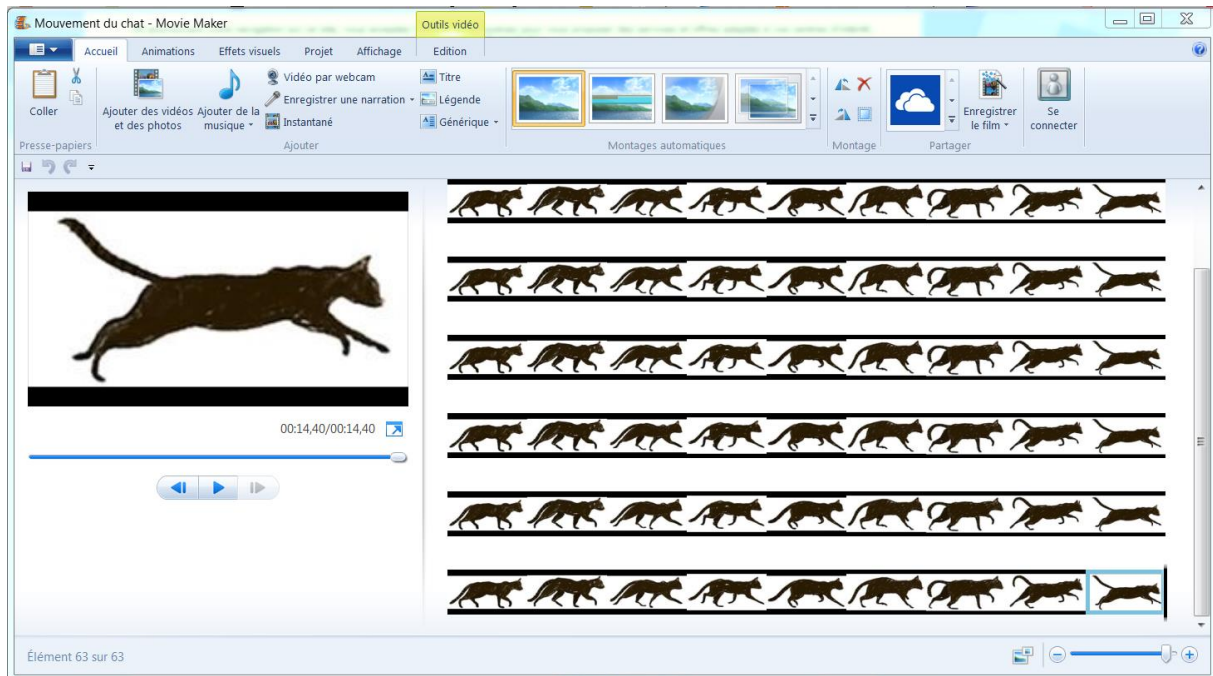 Mouvement du chat - Movie Maker
Outils vidéo
Accueil Animations Effets visuels Projet Affichage Edition
Coller
Ajouter des vidéos et des photos
Ajouter de la musique
Vidéo par webcam
Enregistrer une narration
Instantané
Titre
Légende
Générique
Enregistrer le film
Se connecter
Presse-papiers Ajouter Montages automatiques Montage Partager
00:14,40/00:14,40
Élément 63 sur 63